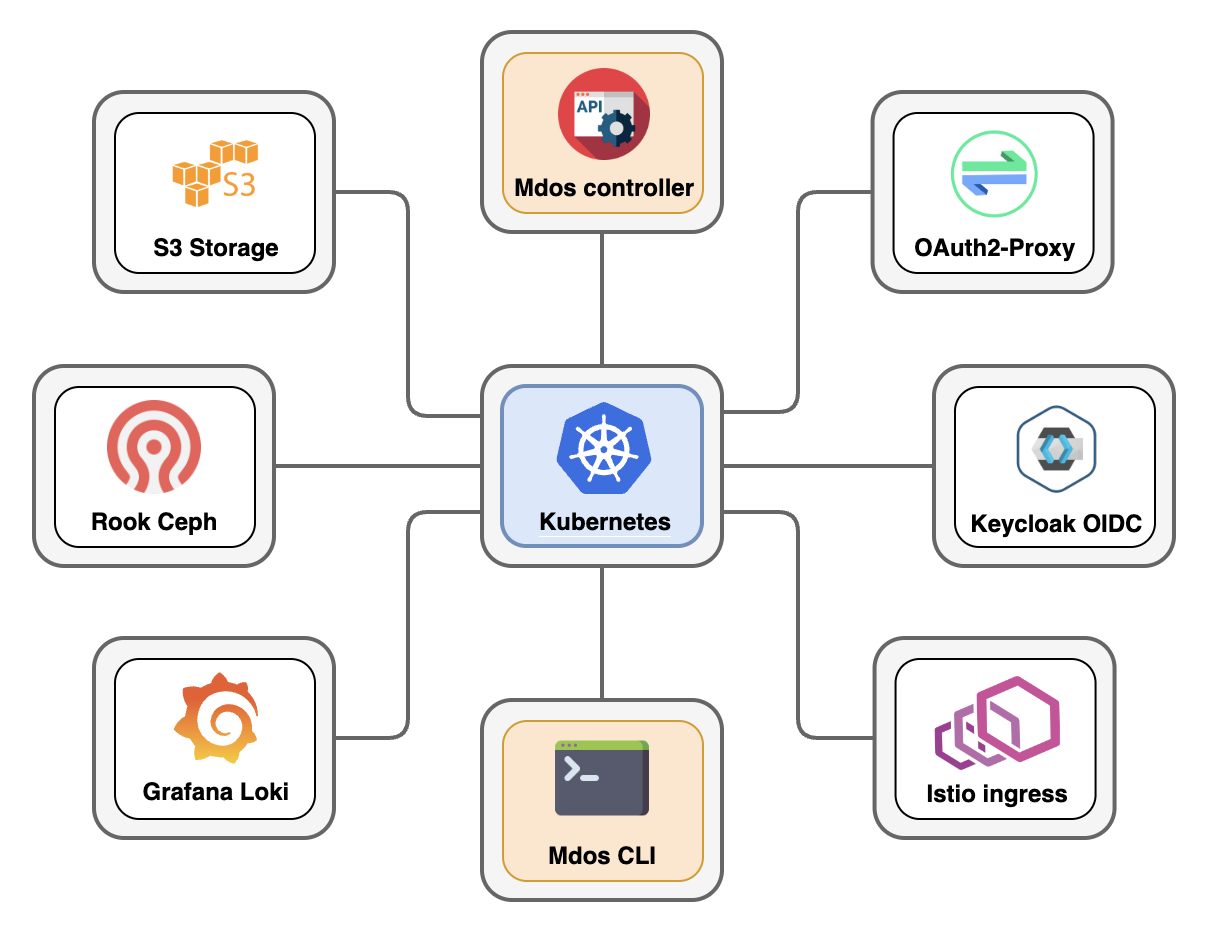 API
Mdos controller
S3
S3 Storage
OAuth2-Proxy
Rook Ceph
Kubernetes
Keycloak OIDC
Grafana Loki
Mdos CLI
Istio ingress